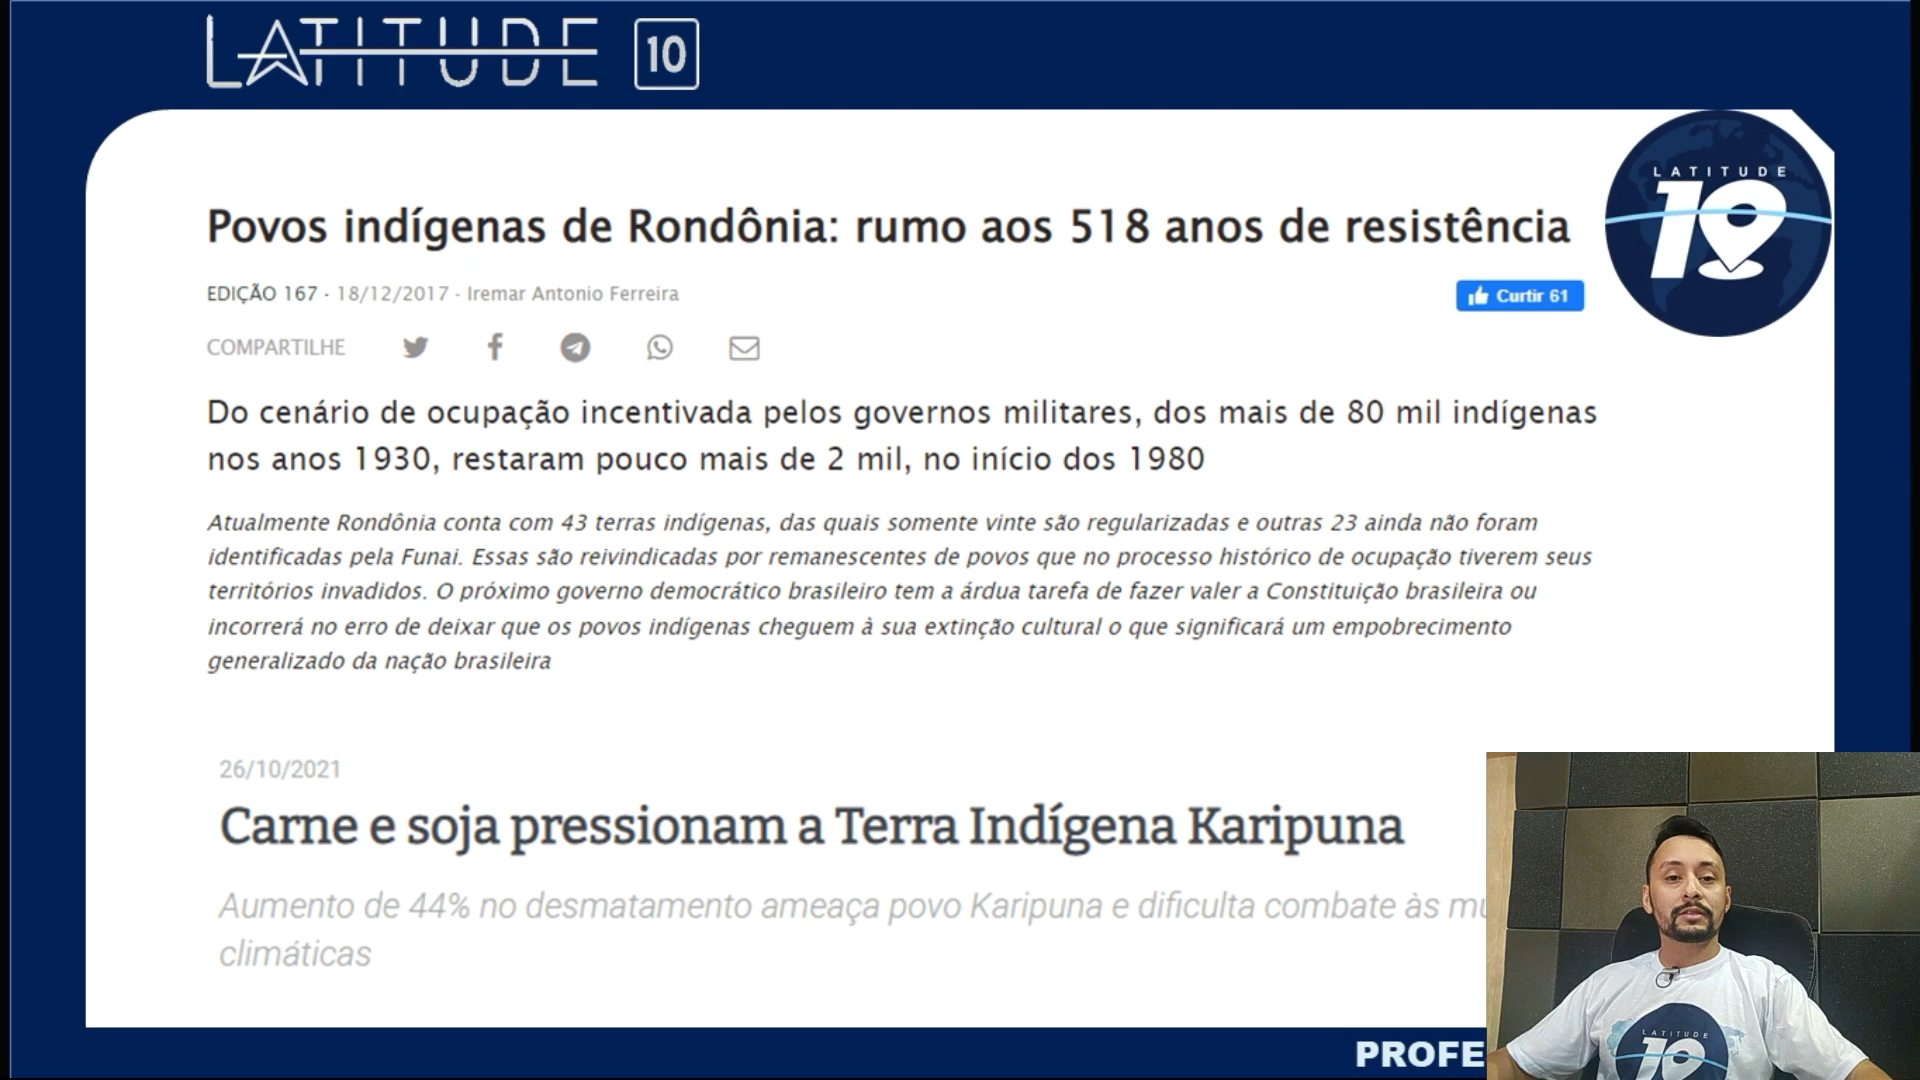 LATITUDE 10
LATITUDE
10
Povos indígenas de Rondônia: rumo aos 518 anos de resistência
EDIÇÃO 167 - 18/12/2017 - Iremar Antonio Ferreira
Curtir 61
COMPARTILHE
Do cenário de ocupação incentivada pelos governos militares, dos mais de 80 mil indígenas
nos anos 1930, restaram pouco mais de 2 mil, no início dos 1980
Atualmente Rondônia conta com 43 terras indígenas, das quais somente vinte são regularizadas e outras 23 ainda não foram
identificadas pela Funai. Essas são reivindicadas por remanescentes de povos que no processo histórico de ocupação tiverem seus
territórios invadidos. O próximo governo democrático brasileiro tem a árdua tarefa de fazer valer a Constituição brasileira ou
incorrerá no erro de deixar que os povos indígenas cheguem à sua extinção cultural o que significará um empobrecimento
generalizado da nação brasileira
26/10/2021
Carne e soja pressionam a Terra Indígena Karipuna
Aumento de 44% no desmatamento ameaça povo Karipuna e dificulta combate às
climáticas
LATITUDE
10